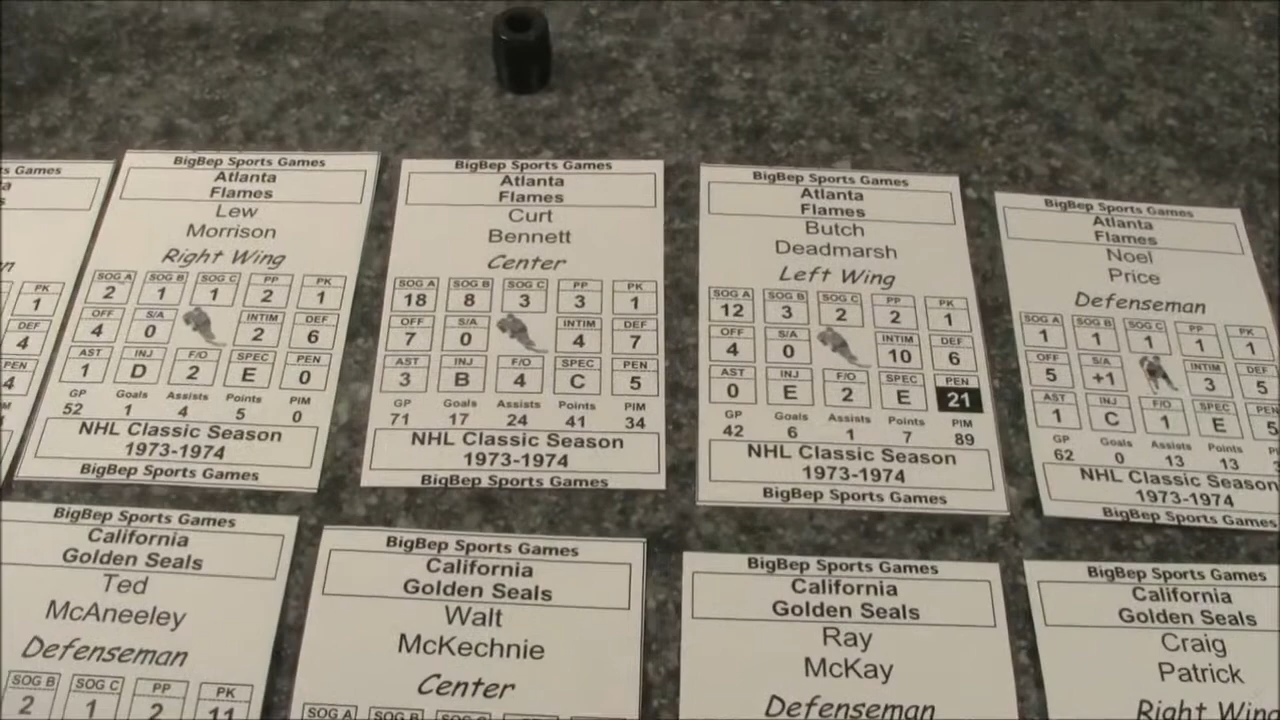 s Games
PK
1
DEF
4
4
BigBep Sports Games
Atlanta
Flames
Lew
Morrison
Right Wing
SOG A SOG B SOG C PP PK
2 1 1 2 1
OFF S/A INTIM DEF
4 0 2 6
AST INJ F/O SPEC PEN
1 D 2 E 0
GP Goals Assists Points PIM
52 1 4 5 0
NHL Classic Season
1973-1974
BigBep Sports Games
BigBep Sports Games
Atlanta
Flames
Curt
Bennett
Center
SOG A SOG B SOG C PP PK
18 8 3 3 1
OFF S/A INTIM DEF
7 0 4 7
AST INJ F/O SPEC PEN
3 B 4 C 5
GP Goals Assists Points PIM
71 17 24 41 34
NHL Classic Season
1973-1974
BigBep Sports Games
BigBep Sports Games
Atlanta
Flames
Butch
Deadmarsh
Left Wing
SOG A SOG B SOG C PP PK
12 3 2 2 1
OFF S/A INTIM DEF
4 0 10 6
AST INJ F/O SPEC PEN
0 E 2 E 21
GP Goals Assists Points PIM
42 6 1 7 89
NHL Classic Season
1973-1974
BigBep Sports Games
BigBep Sports Games
Atlanta
Flames
Noel
Price
Defenseman
SOG A SOG B SOG C PP PK
1 1 1 1 1
OFF S/A INTIM DEF
5 +1 3 5
AST INJ F/O SPEC PEN
1 C 1 E 5
GP Goals Assists Points
62 0 13 13
NHL Classic Season
1973-1974
BigBep Sports Games
BigBep Sports Games
California
Golden Seals
Ted
McAneeley
Defenseman
SOG B SOG C PP PK
2 1 2 11
BigBep Sports Games
California
Golden Seals
Walt
McKechnie
Center
SOG A SOG B SOG C
BigBep Sports Games
California
Golden Seals
Ray
McKay
Defenseman
BigBep Sports Games
California
Golden Seals
Craig
Patrick
Right Wing